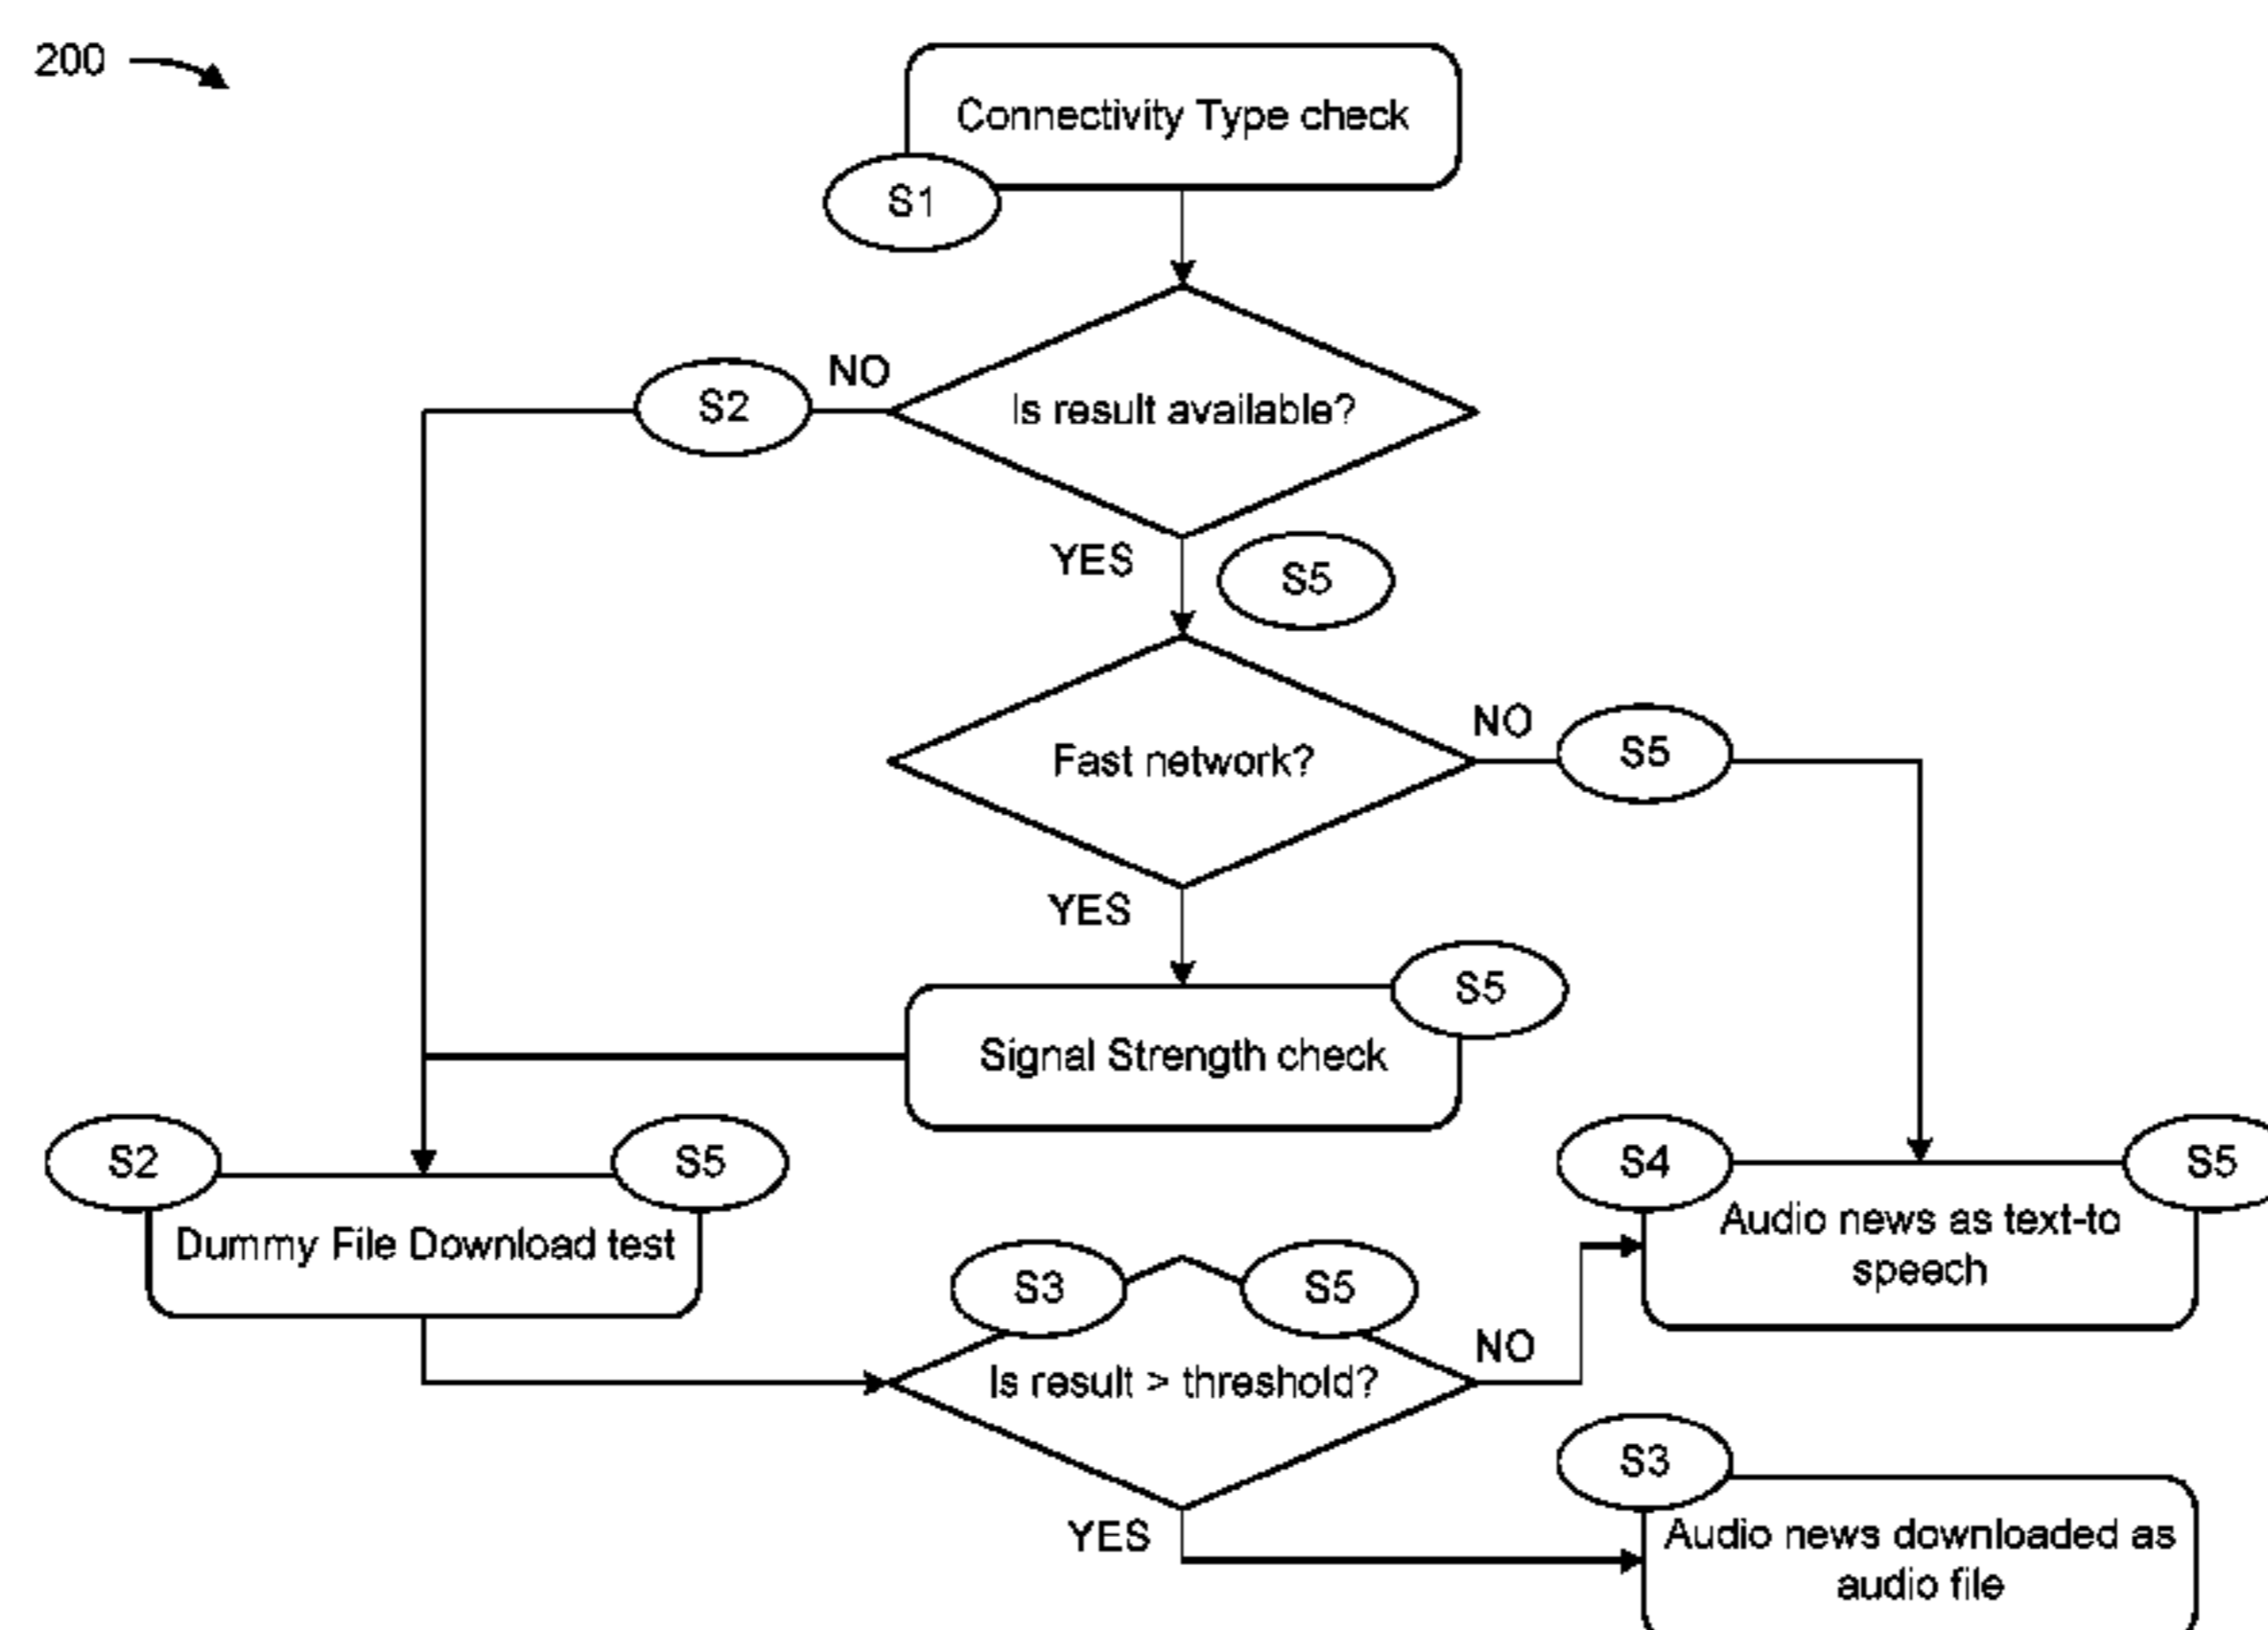 200
Connectivity Type check
S1
Is result available?
NO
S2
YES
S5
Fast network?
NO
S5
YES
S5
Signal Strength check
S2
S5
Dummy File Download test
S4
S5
Audio news as text-to
speech
S3
S5
Is result > threshold?
NO
YES
S3
Audio news downloaded as
audio file